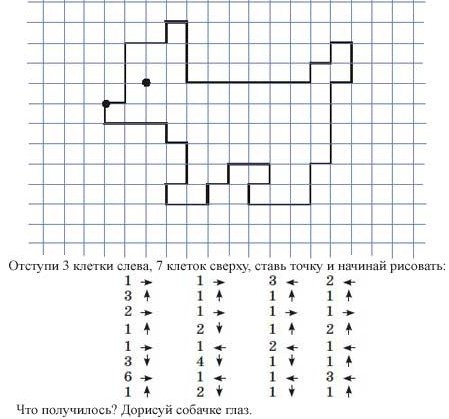 Отступи 3 клетки слева, 7 клеток сверху, ставь точку и начинай рисовать:
1 → 1 → 3 ← 2 ←
3 ↑ 1 ↑ 1 ↑ 1 ↑
2 → 1 → 1 → 1 →
1 ↑ 2 ↓ 1 ↑ 2 ↑
1 → 1 ← 2 ← 1 →
3 ↓ 4 ↓ 1 ↓ 1 ↑
6 → 1 ← 1 ← 3 ←
1 ↑ 2 ↓ 1 ↓ 1 ↑
Что получилось? Дорисуй собачке глаз.